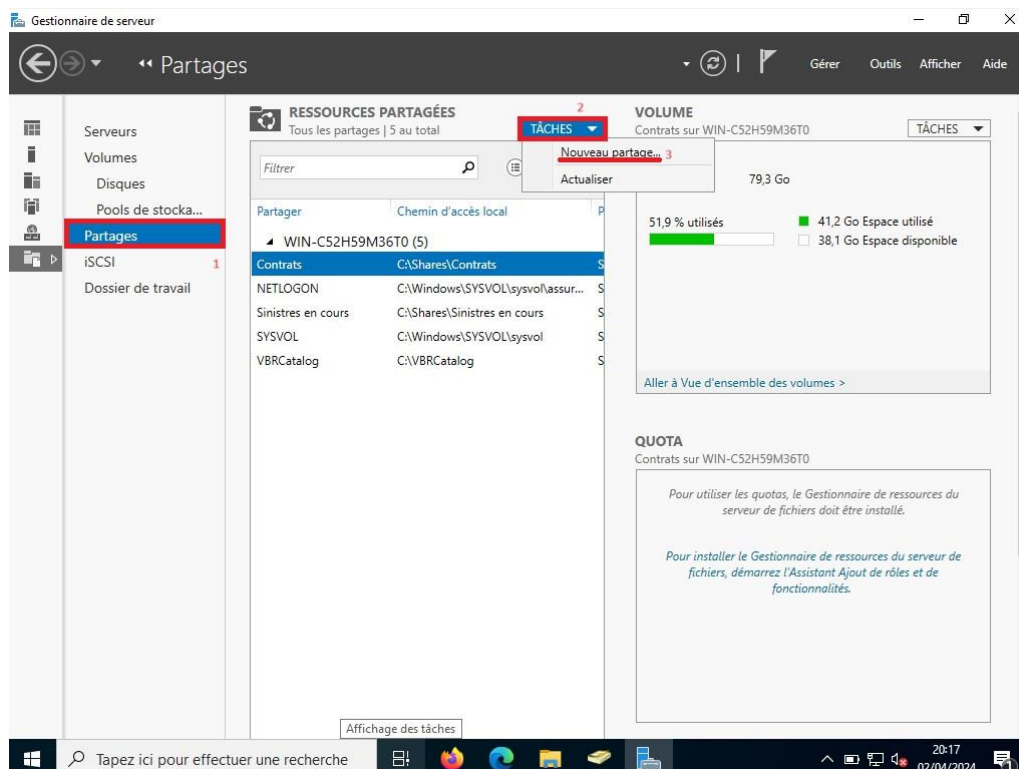 Gestionnaire de serveur
Partages
Gérer Outils Afficher Aide
Serveurs
Volumes
Disques
Pools de stocka...
Partages
1
iSCSI
Dossier de travail
RESSOURCES PARTAGÉES
Tous les partages | 5 au total
2
TÂCHES
Nouveau partage... 3
Actualiser
Filtrer
Partager Chemin d'accès local P
WIN-C52H59M36T0 (5)
Contrats C:\Shares\Contrats S
NETLOGON C:\Windows\SYSVOL\sysvol\assur... S
Sinistres en cours C:\Shares\Sinistres en cours S
SYSVOL C:\Windows\SYSVOL\sysvol S
VBRCatalog C:\VBRCatalog S
VOLUME
Contrats sur WIN-C52H59M36T0
TÂCHES
79,3 Go
51,9 % utilisés
41,2 Go Espace utilisé
38,1 Go Espace disponible
Aller à Vue d'ensemble des volumes >
QUOTA
Contrats sur WIN-C52H59M36T0
Pour utiliser les quotas, le Gestionnaire de ressources du
serveur de fichiers doit être installé.
Pour installer le Gestionnaire de ressources du serveur de
fichiers, démarrez l'Assistant Ajout de rôles et de
fonctionnalités.
Affichage des tâches
Tapez ici pour effectuer une recherche
20:17
02/04/2024
1